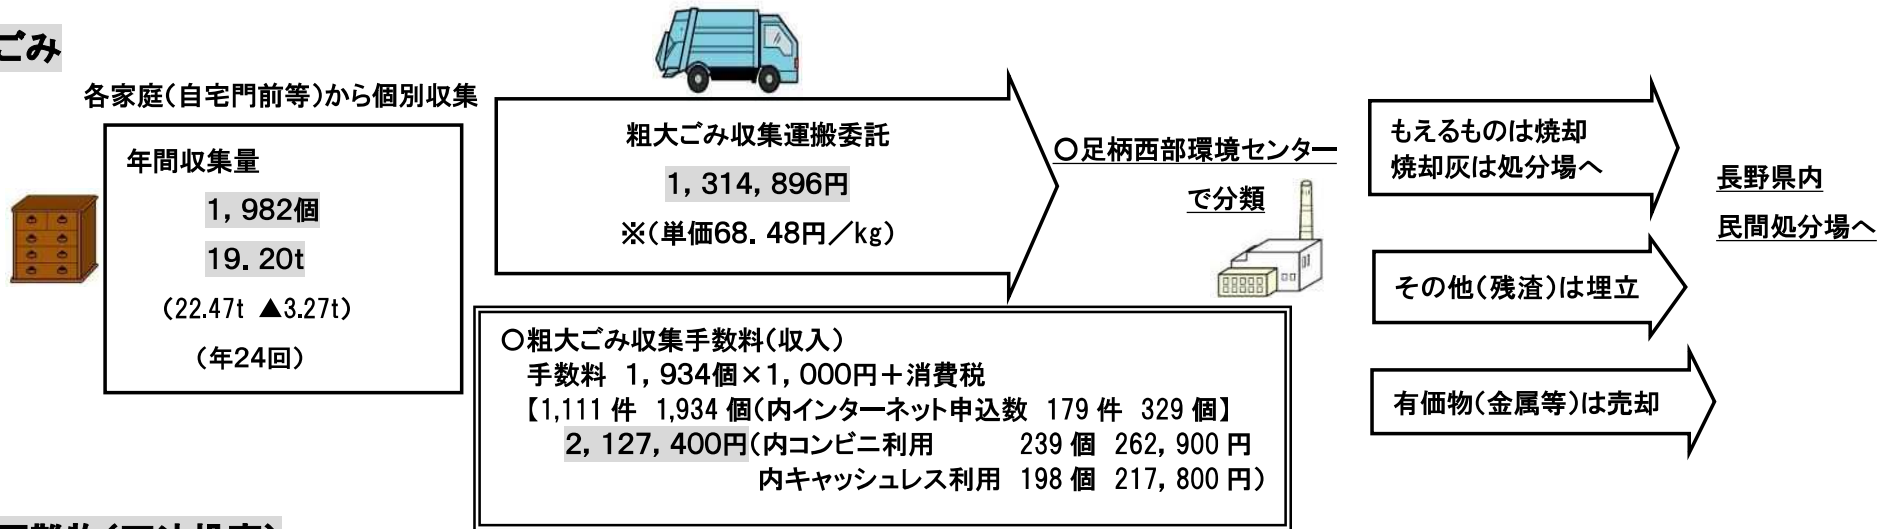 ごみ
各家庭(自宅門前等)から個別収集
年間収集量
1,982個
19.20t
(22.47t ▲3.27t)
(年24回)
粗大ごみ収集運搬委託
1,314,896円
※(単価68.48円/kg)
〇足柄西部環境センター
で分類
もえるものは焼却
焼却灰は処分場へ
長野県内
民間処分場へ
その他(残渣)は埋立
有価物(金属等)は売却
〇粗大ごみ収集手数料(収入)
手数料 1,934個×1,000円+消費税
【1,111 件 1,934 個(内インターネット申込数 179 件 329 個】
2,127,400円(内コンビニ利用 239 個 262,900 円
内キャッシュレス利用 198 個 217,800 円)